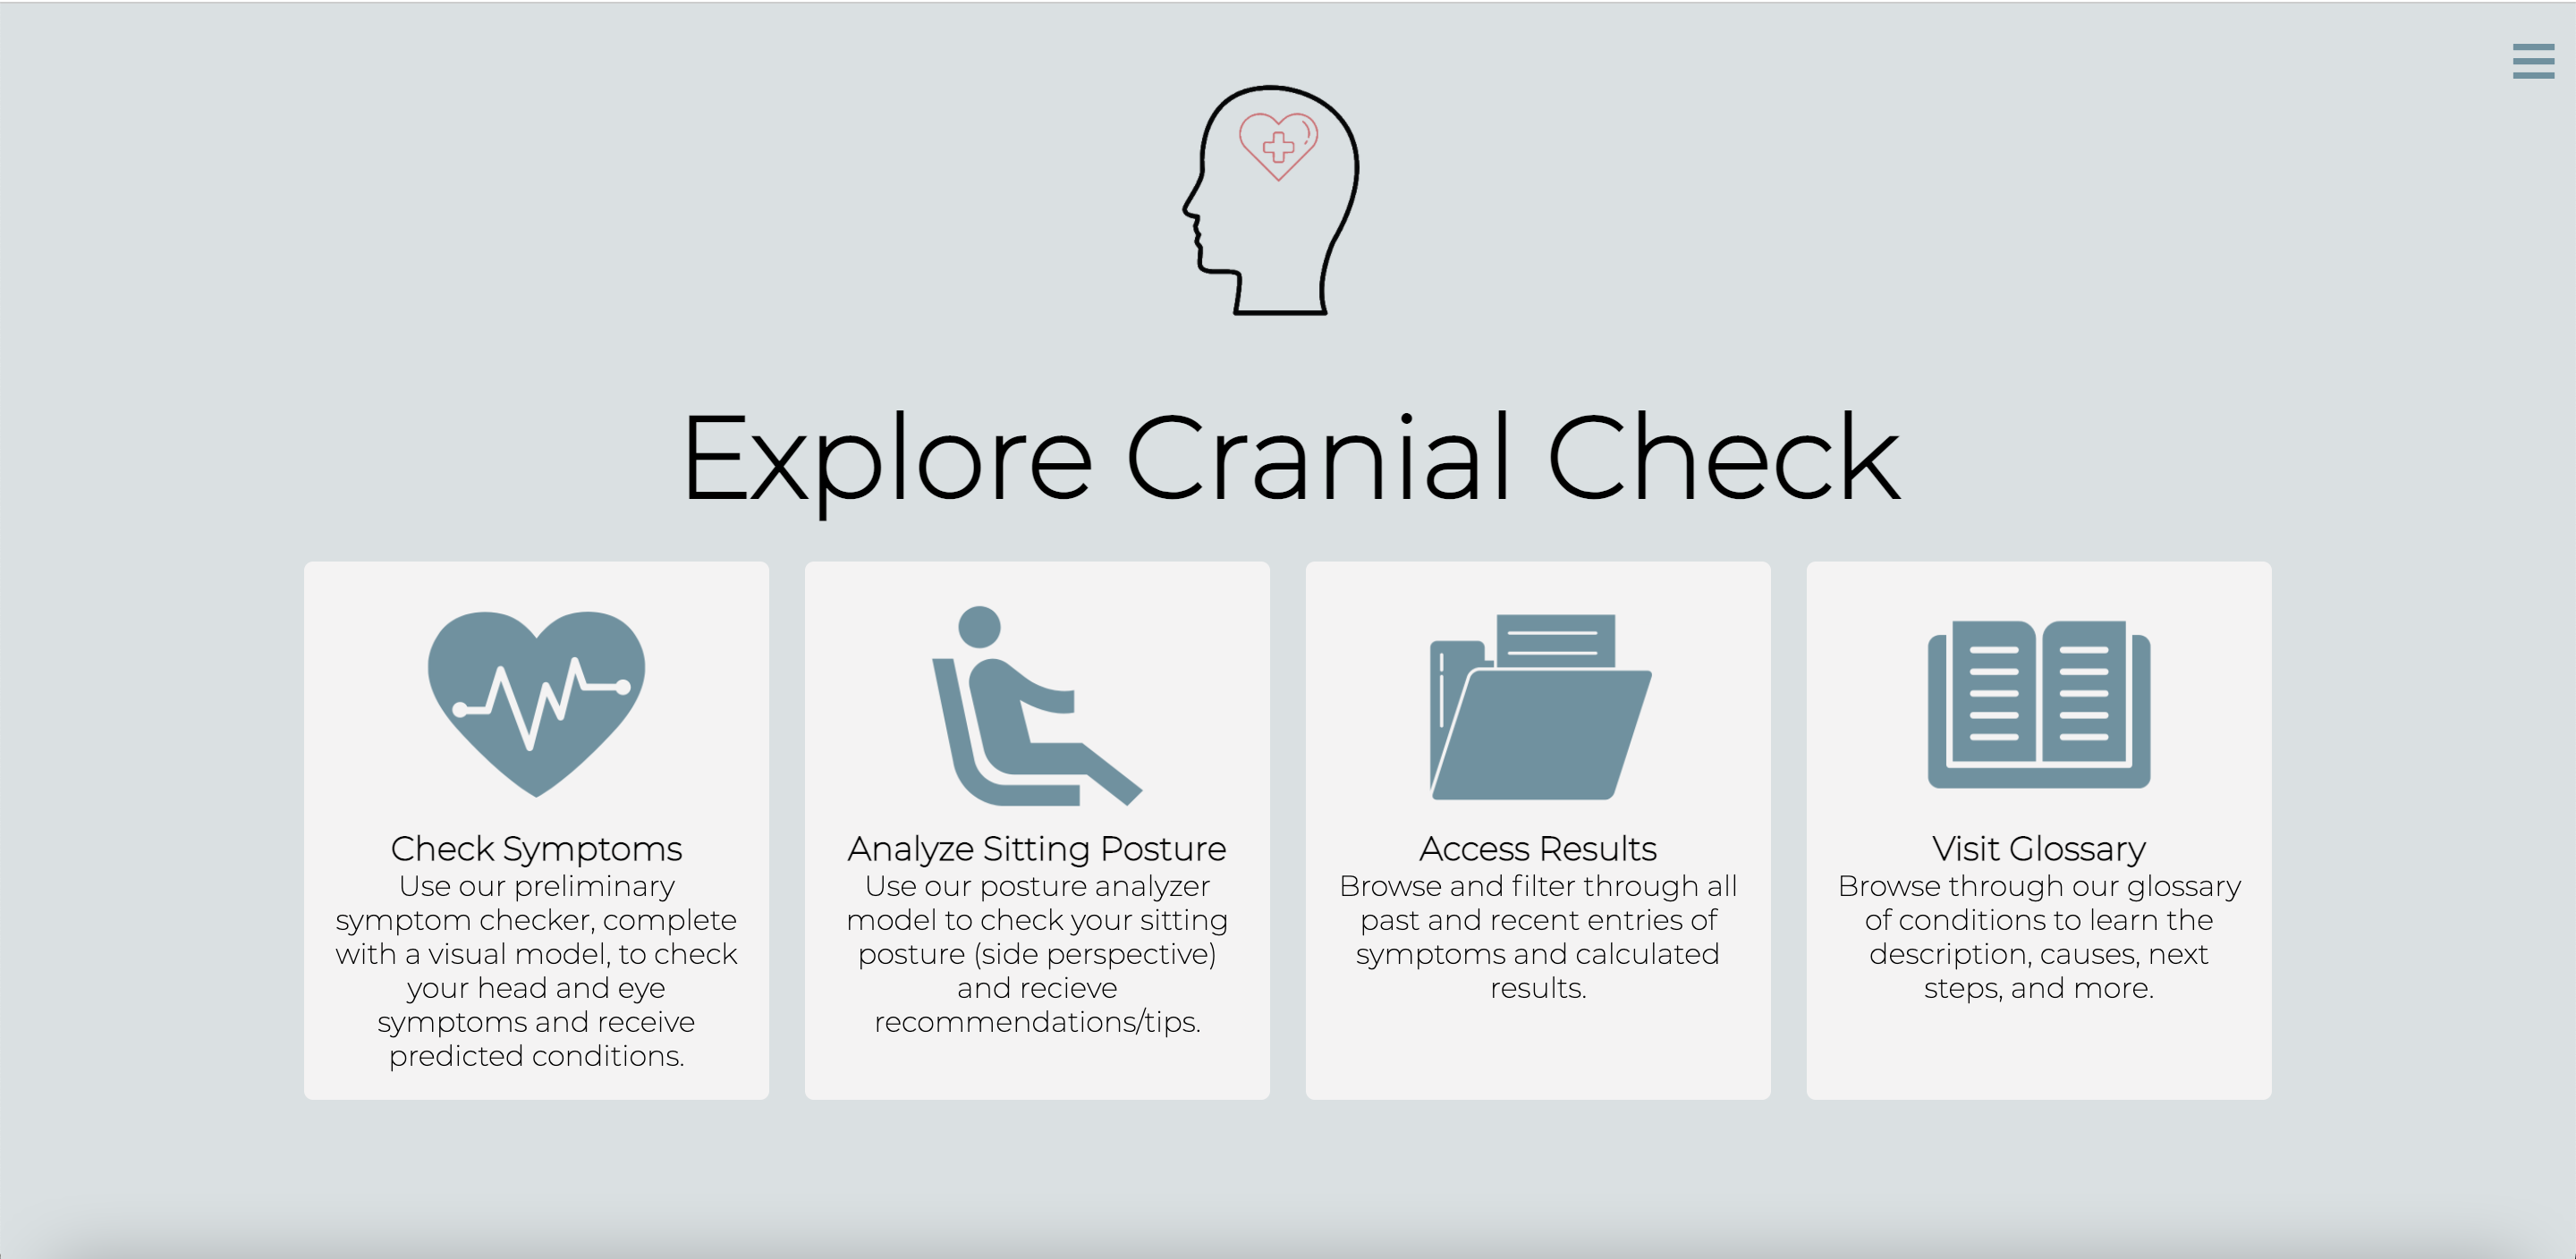 Explore Cranial Check
Check Symptoms
Use our preliminary
symptom checker, complete
with a visual model, to check
your head and eye
symptoms and receive
predicted conditions.
Analyze Sitting Posture
Use our posture analyzer
model to check your sitting
posture (side perspective)
and recieve
recommendations/tips.
Access Results
Browse and filter through all
past and recent entries of
symptoms and calculated
results.
Visit Glossary
Browse through our glossary
of conditions to learn the
description, causes, next
steps, and more.